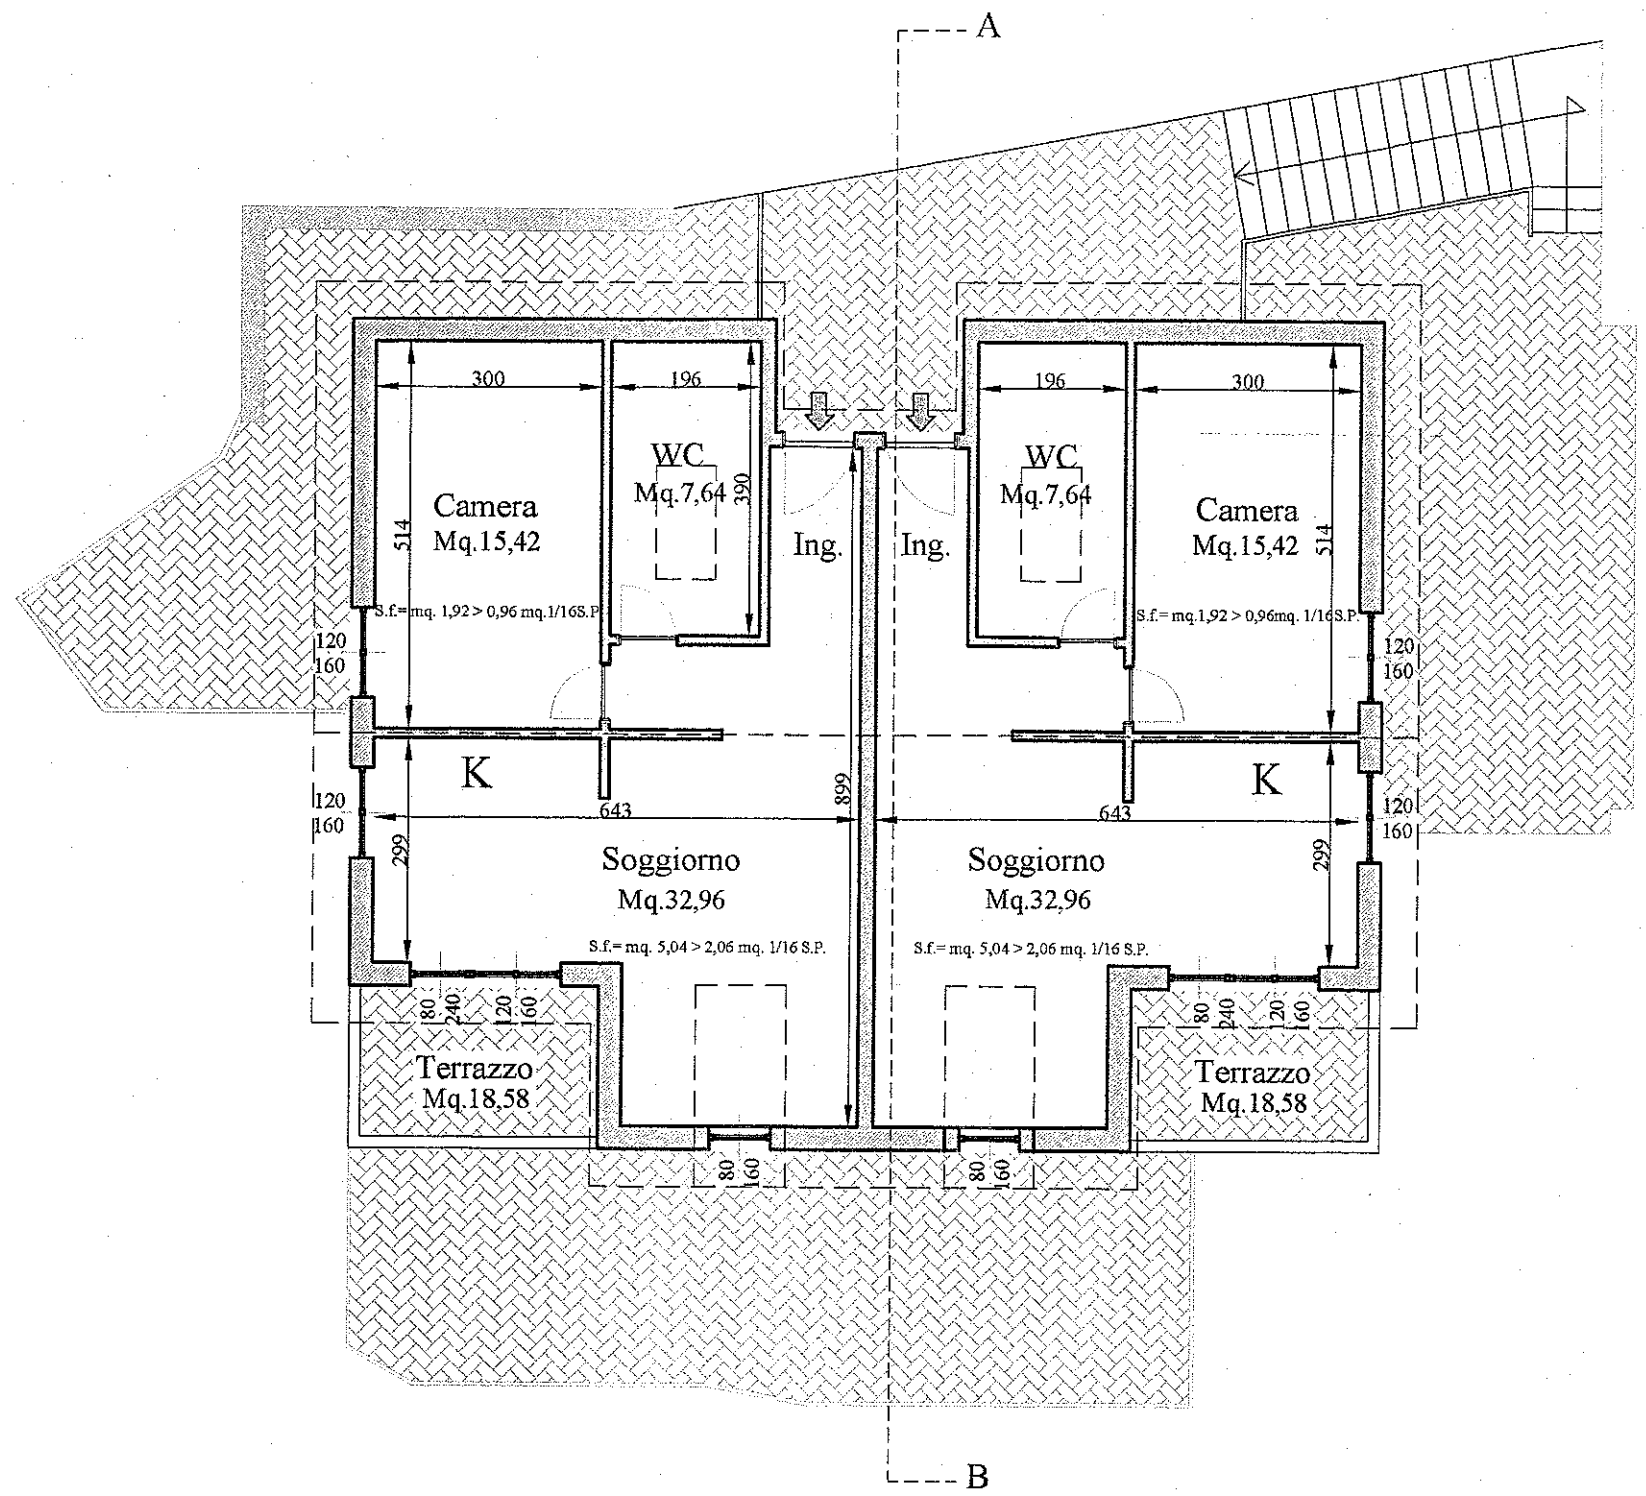 A
300
196
196
300
WC
Mq.7,64
390
WC
Mq.7,64
Camera
Mq.15,42
514
Camera
Mq.15,42
514
Ing.
Ing.
S.f.= mq. 1,92 > 0,96 mq.1/16S.P.
S.f.= mq.1,92 > 0,96mq. 1/16S.P.
120
160
120
160
K
K
120
160
643
899
643
120
160
299
299
Soggiorno
Mq.32,96
Soggiorno
Mq.32,96
S.f.= mq. 5,04 > 2,06 mq. 1/16 S.P.
S.f.= mq. 5,04 > 2,06 mq. 1/16 S.P.
80
240
120
160
80
240
120
160
Terrazzo
Mq.18,58
Terrazzo
Mq.18,58
80
160
80
160
B